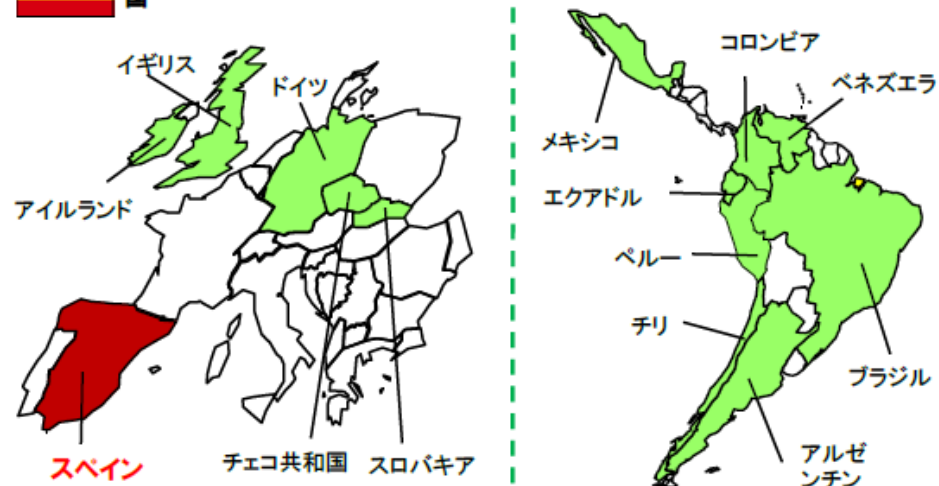 国
イギリス
ドイツ
アイルランド
スペイン
チェコ共和国
スロバキア
コロンビア
ベネズエラ
メキシコ
エクアドル
ペルー
チリ
ブラジル
アルゼ
ンチン